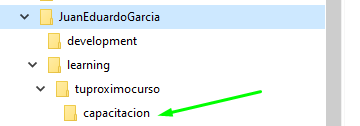 JuanEduardoGarcia
development
learning
tuproximocurso
capacitacion